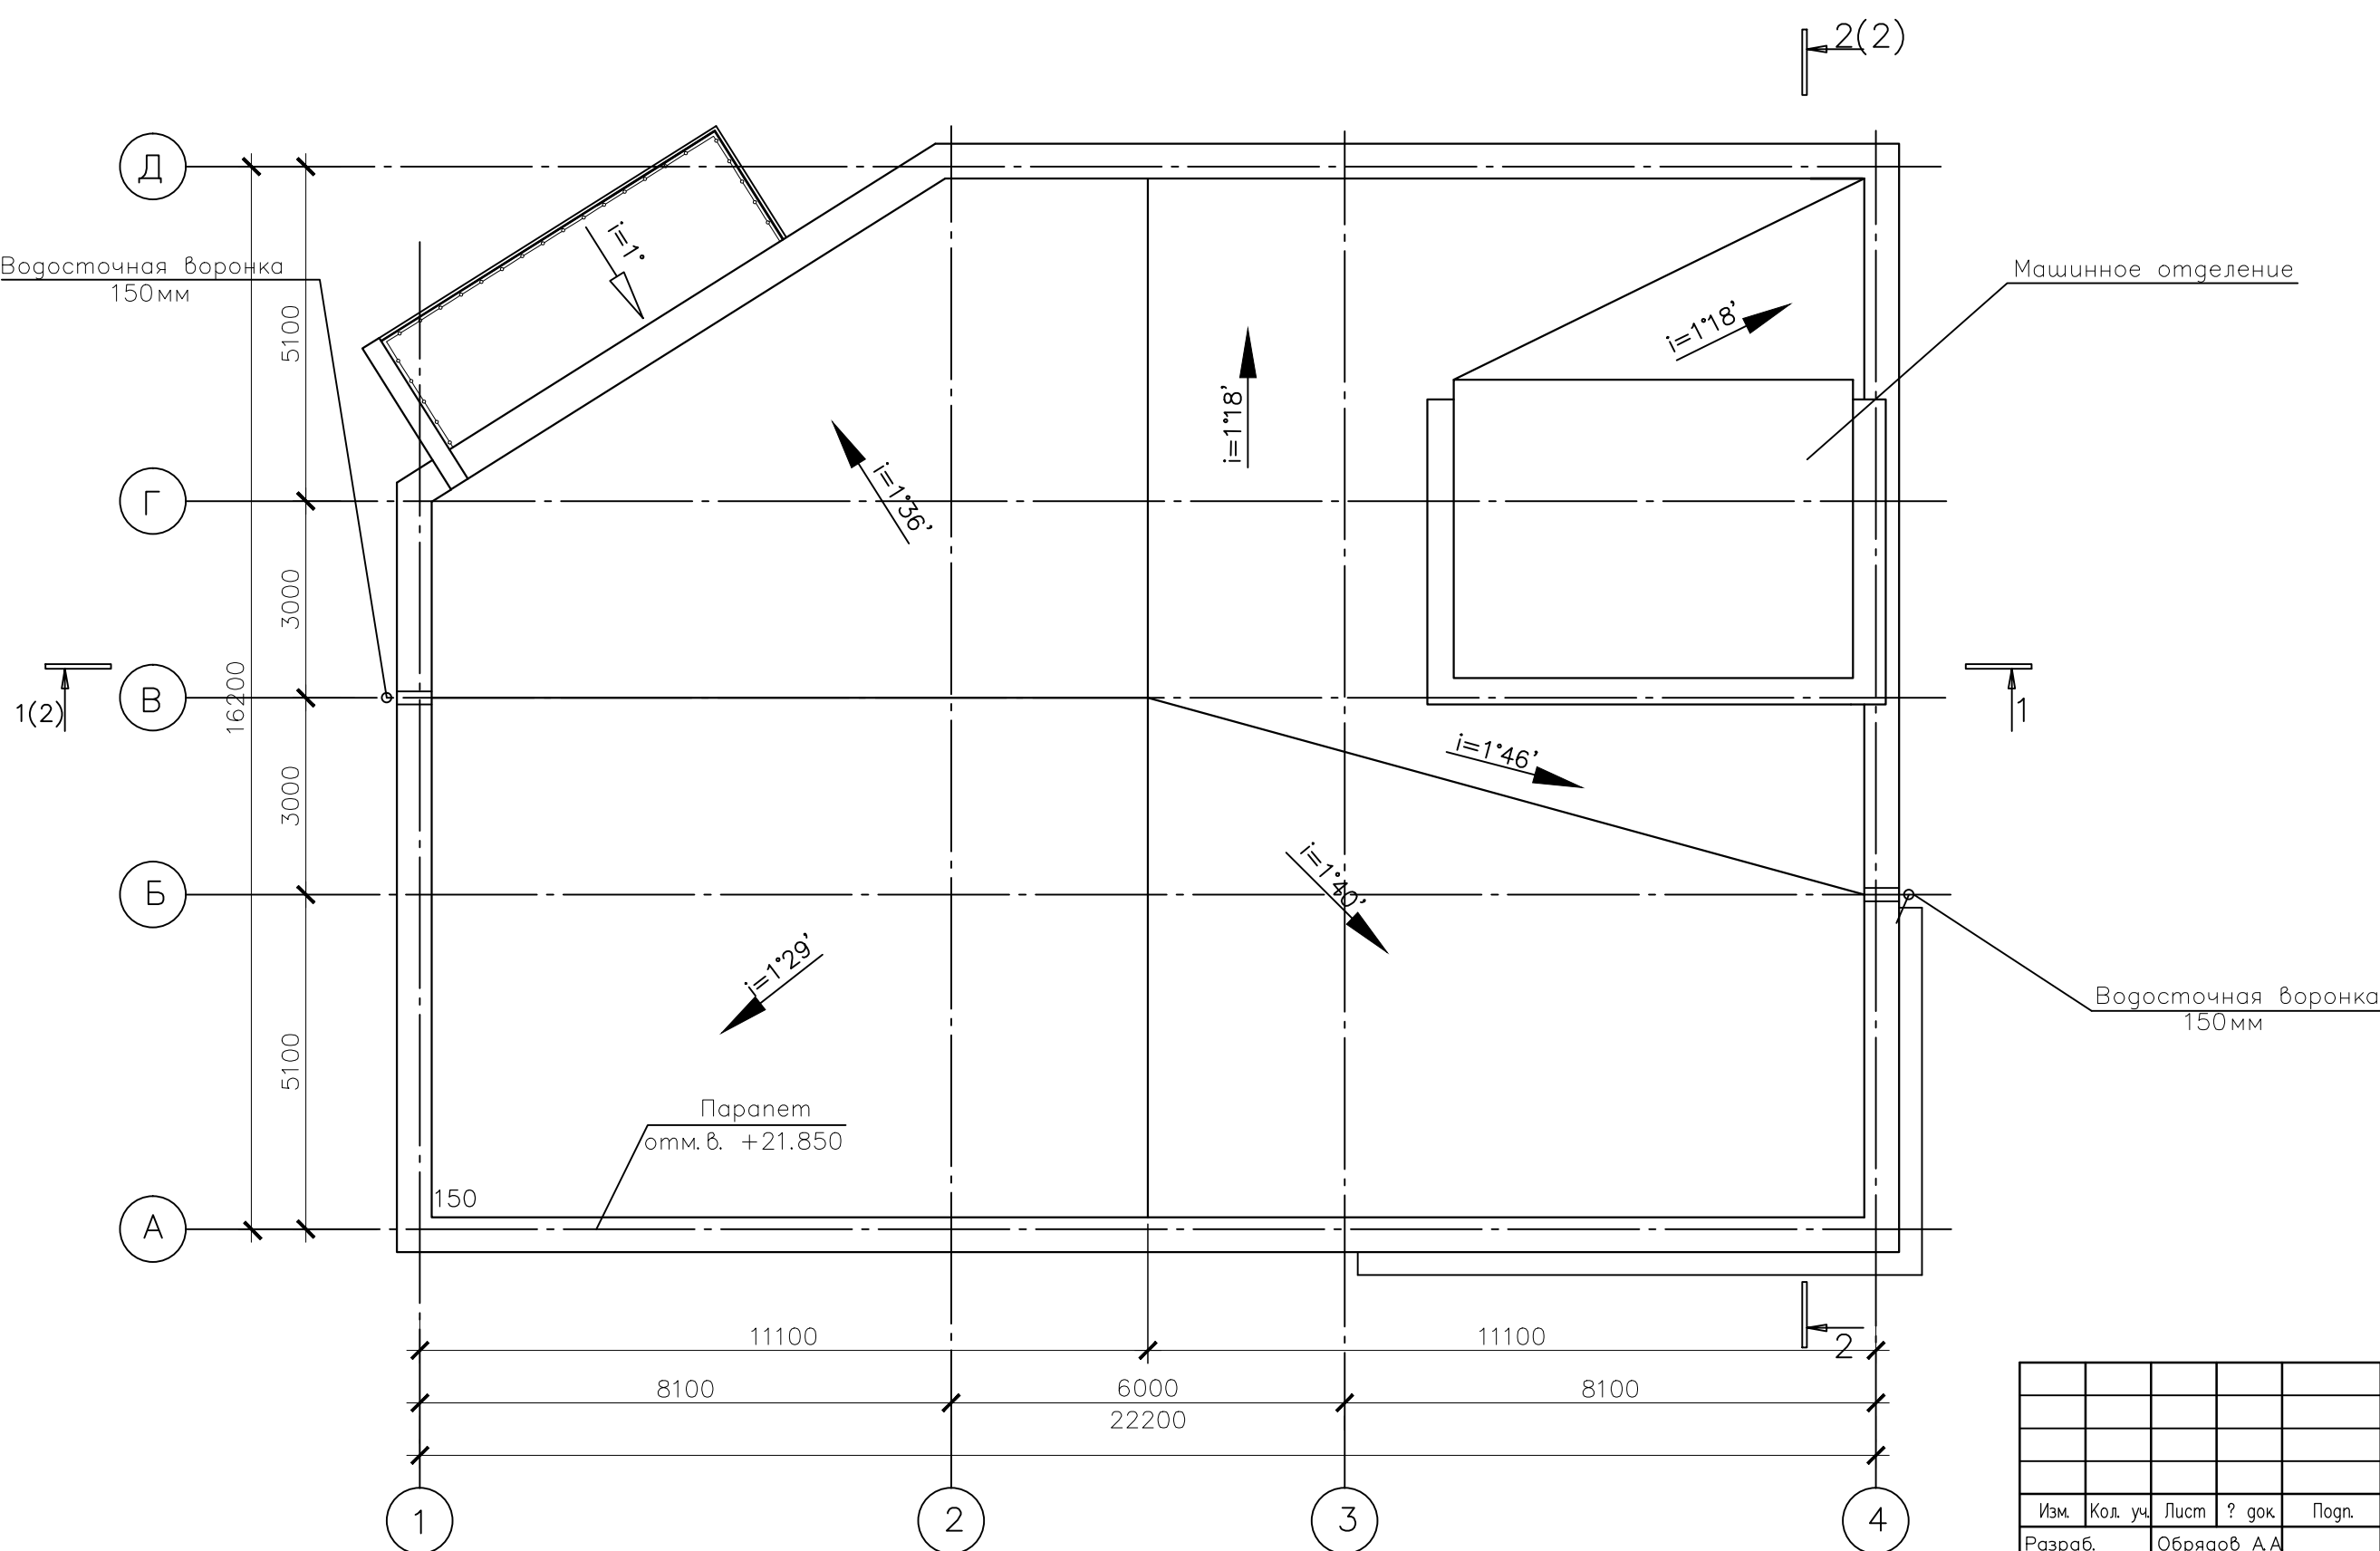 2(2)
Д
i=1°
Водосточная воронка
150мм
Машинное отделение
5100
i=1°18'
i=1°18'
Г
i=1°36'
3000
16200
В
1(2)
1
i=1°46'
3000
i=1°40'
Б
i=1°29'
Водосточная воронка
150мм
5100
Парапет
отм.в. +21.850
150
А
11100
11100
2
8100
6000
8100
22200
1
2
3
4
Изм. Кол. уч. Лист ? док. Подп.
Разраб. Обрядов А.А